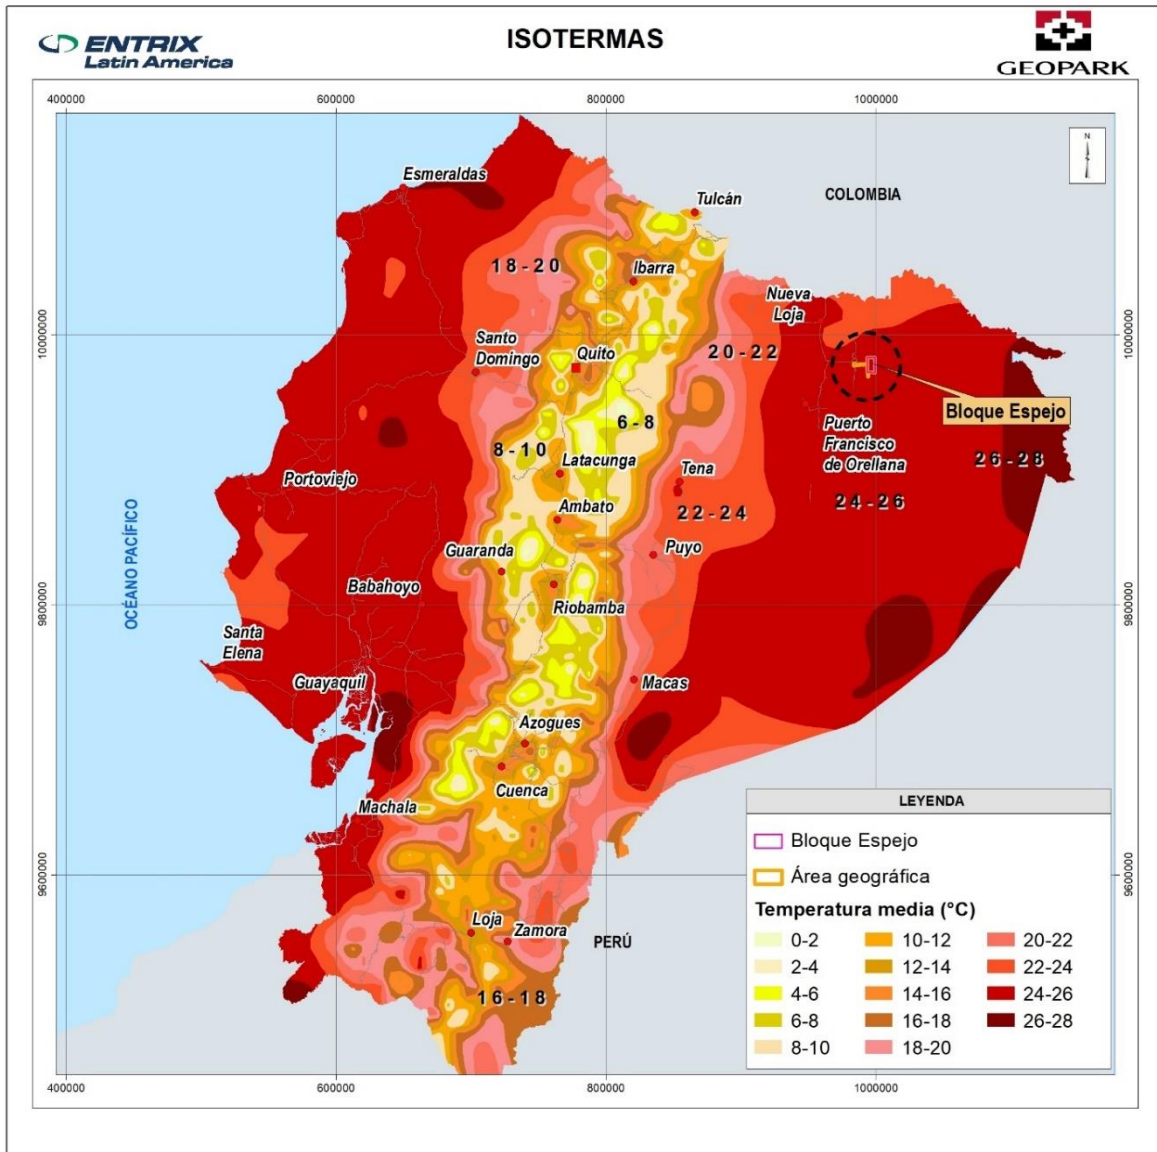 ENTRIX
Latin America
ISOTERMAS
GEOPARK
400000 600000 800000 1000000
N
Esmeraldas
COLOMBIA
Tulcán
18-20
Ibarra
Nueva
Loja
10000000
10000000
Santo
Domingo
Quito
20-22
Bloque Espejo
6-8
Puerto
Francisco
de Orellana
8-10
Latacunga
26-28
Tena
Portoviejo
24-26
Ambato
22-24
OCÉANO PACÍFICO
Guaranda
Puyo
Babahoyo
9800000
9800000
Riobamba
Santa
Elena
Guayaquil
Macas
Azogues
Cuenca
Machala
LEYENDA
Bloque Espejo
Área geográfica
9600000
9600000
Temperatura media (°C)
0-2 10-12 20-22
2-4 12-14 22-24
4-6 14-16 24-26
6-8 16-18 26-28
8-10 18-20
Loja
Zamora
PERÚ
16-18
400000 600000 800000 1000000